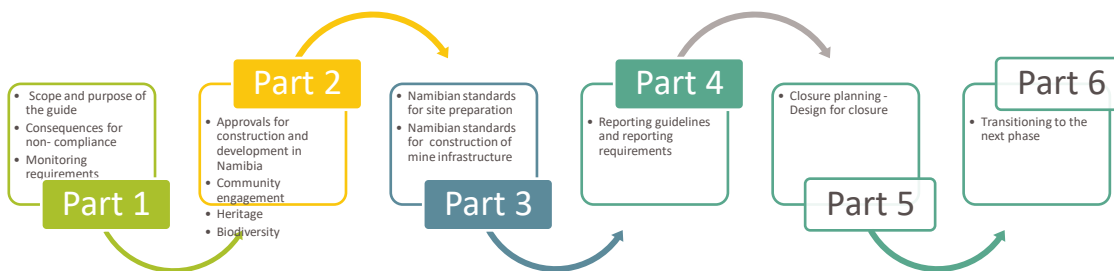 Part 1
• Scope and purpose of
the guide
• Consequences for
non- compliance
• Monitoring
requirements
Part 2
• Approvals for
construction and
development in
Namibia
• Community
engagement
• Heritage
• Biodiversity
Part 3
• Namibian standards
for site preparation
• Namibian standards
for construction of
mine infrastructure
Part 4
• Reporting guidelines
and reporting
requirements
Part 5
• Closure planning -
Design for closure
Part 6
• Transitioning to the
next phase